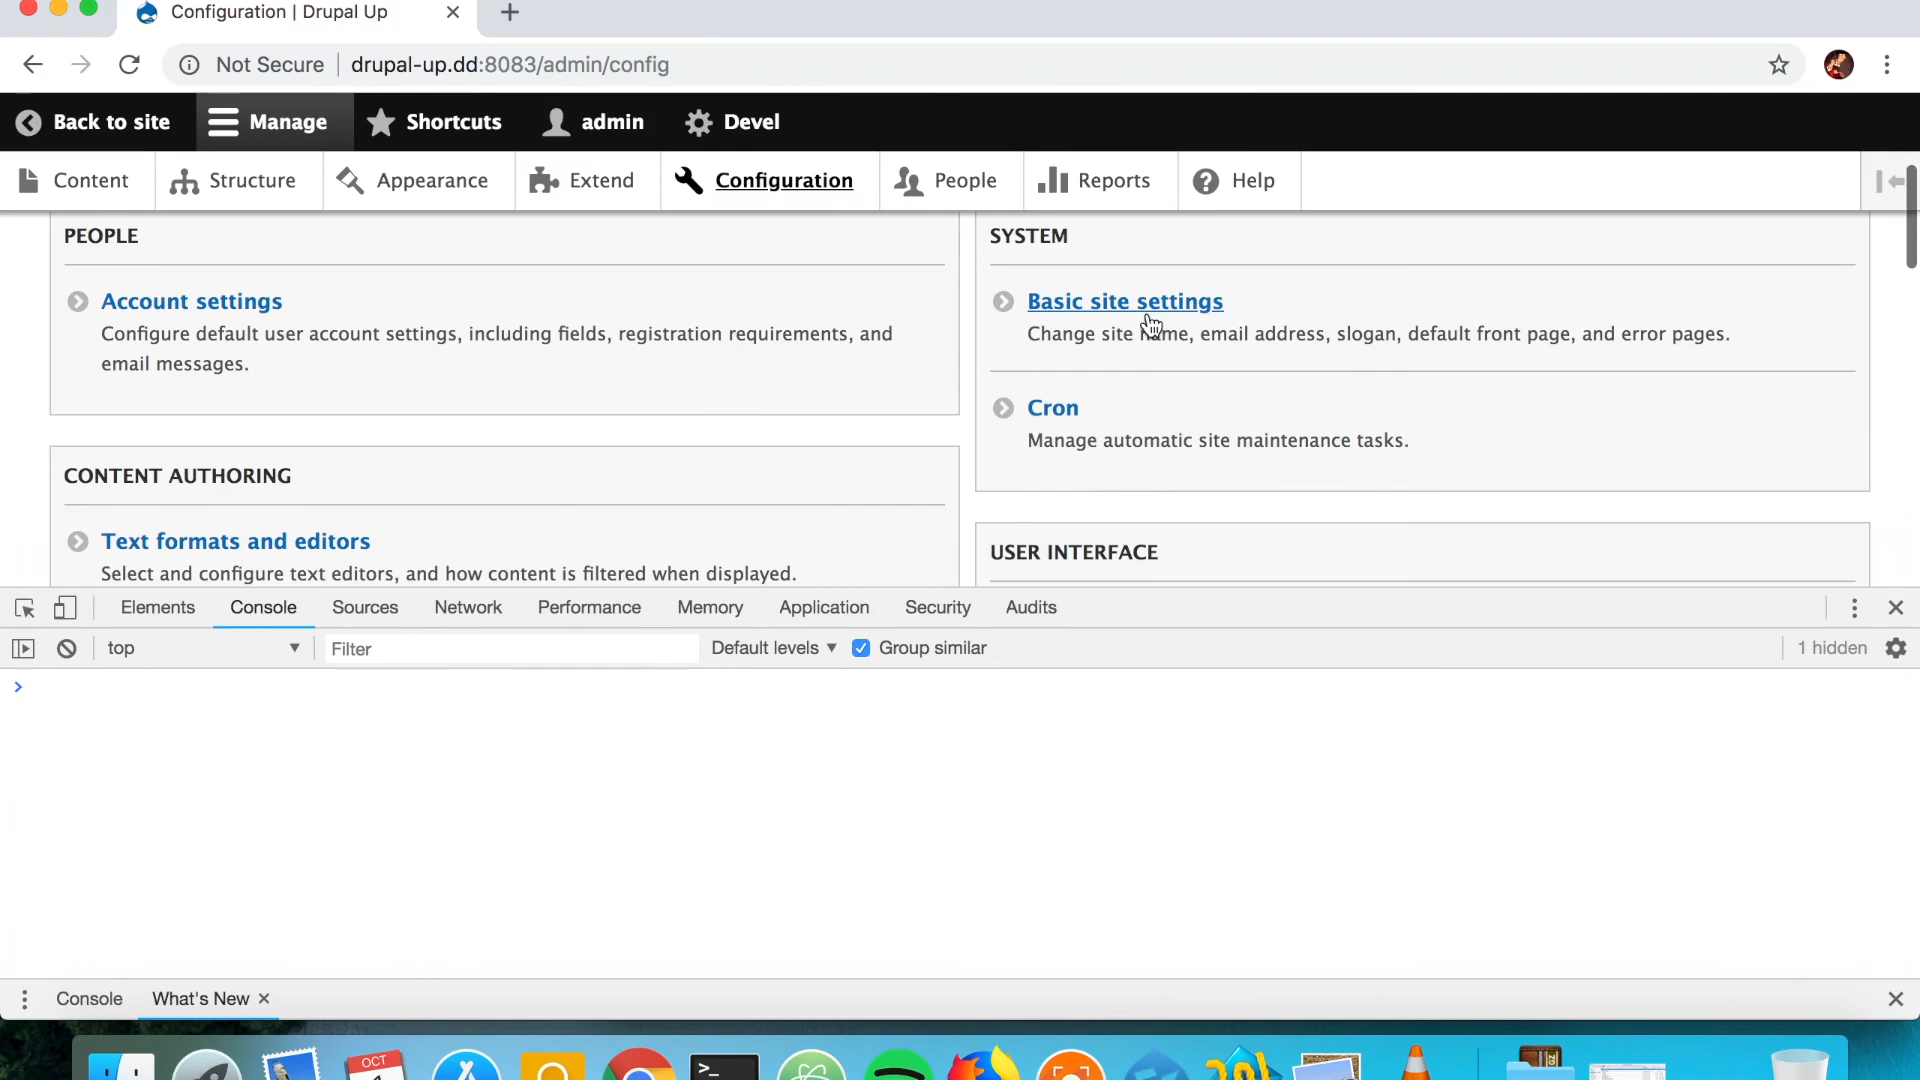 Configuration | Drupal Up
Not Secure | drupal-up.dd:8083/admin/config
Back to site Manage Shortcuts admin Devel
Content Structure Appearance Extend Configuration People Reports Help
PEOPLE
Account settings
Configure default user account settings, including fields, registration requirements, and
email messages.
CONTENT AUTHORING
Text formats and editors
Select and configure text editors, and how content is filtered when displayed.
SYSTEM
Basic site settings
Change site name, email address, slogan, default front page, and error pages.
Cron
Manage automatic site maintenance tasks.
USER INTERFACE
Elements Console Sources Network Performance Memory Application Security Audits
top Filter Default levels Group similar 1 hidden
Console What's New
OCT